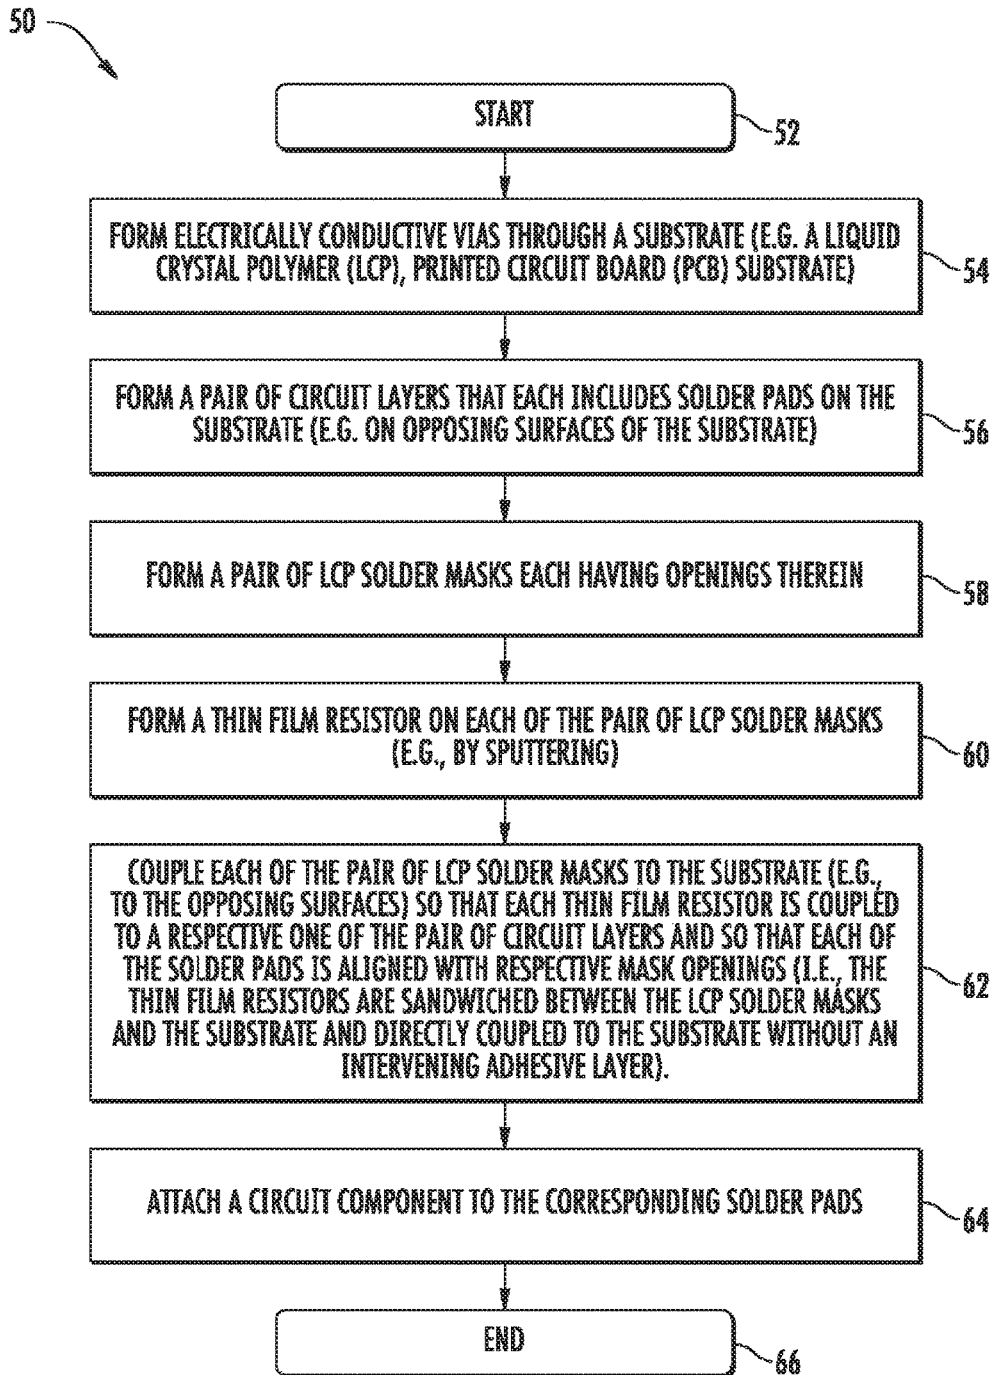 50
START
52
FORM ELECTRICALLY CONDUCTIVE VIAS THROUGH A SUBSTRATE (E.G. A LIQUID
CRYSTAL POLYMER (LCP), PRINTED CIRCUIT BOARD (PCB) SUBSTRATE)
54
FORM A PAIR OF CIRCUIT LAYERS THAT EACH INCLUDES SOLDER PADS ON THE
SUBSTRATE (E.G. ON OPPOSING SURFACES OF THE SUBSTRATE)
56
FORM A PAIR OF LCP SOLDER MASKS EACH HAVING OPENINGS THEREIN
58
FORM A THIN FILM RESISTOR ON EACH OF THE PAIR OF LCP SOLDER MASKS
(E.G., BY SPUTTERING)
60
COUPLE EACH OF THE PAIR OF LCP SOLDER MASKS TO THE SUBSTRATE (E.G.,
TO THE OPPOSING SURFACES) SO THAT EACH THIN FILM RESISTOR IS COUPLED
TO A RESPECTIVE ONE OF THE PAIR OF CIRCUIT LAYERS AND SO THAT EACH OF
THE SOLDER PADS IS ALIGNED WITH RESPECTIVE MASK OPENINGS (I.E., THE
THIN FILM RESISTORS ARE SANDWICHED BETWEEN THE LCP SOLDER MASKS
AND THE SUBSTRATE AND DIRECTLY COUPLED TO THE SUBSTRATE WITHOUT AN
INTERVENING ADHESIVE LAYER).
62
ATTACH A CIRCUIT COMPONENT TO THE CORRESPONDING SOLDER PADS
64
END
66